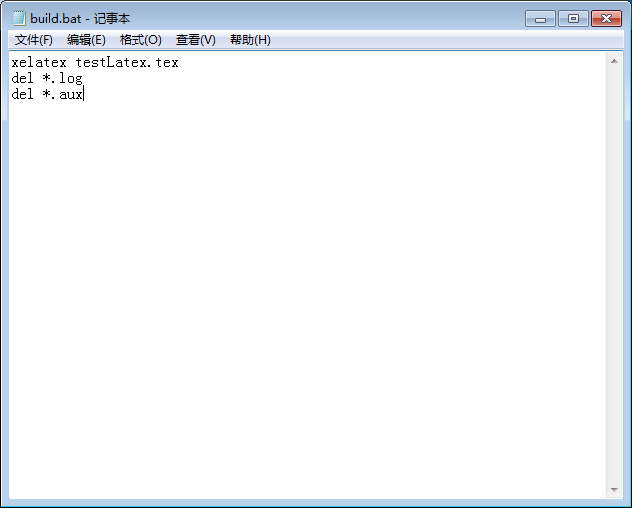 build.bat - 记事本
文件(F) 编辑(E) 格式(O) 查看(V) 帮助(H)
xelatex testLatex.tex
del *.log
del *.aux